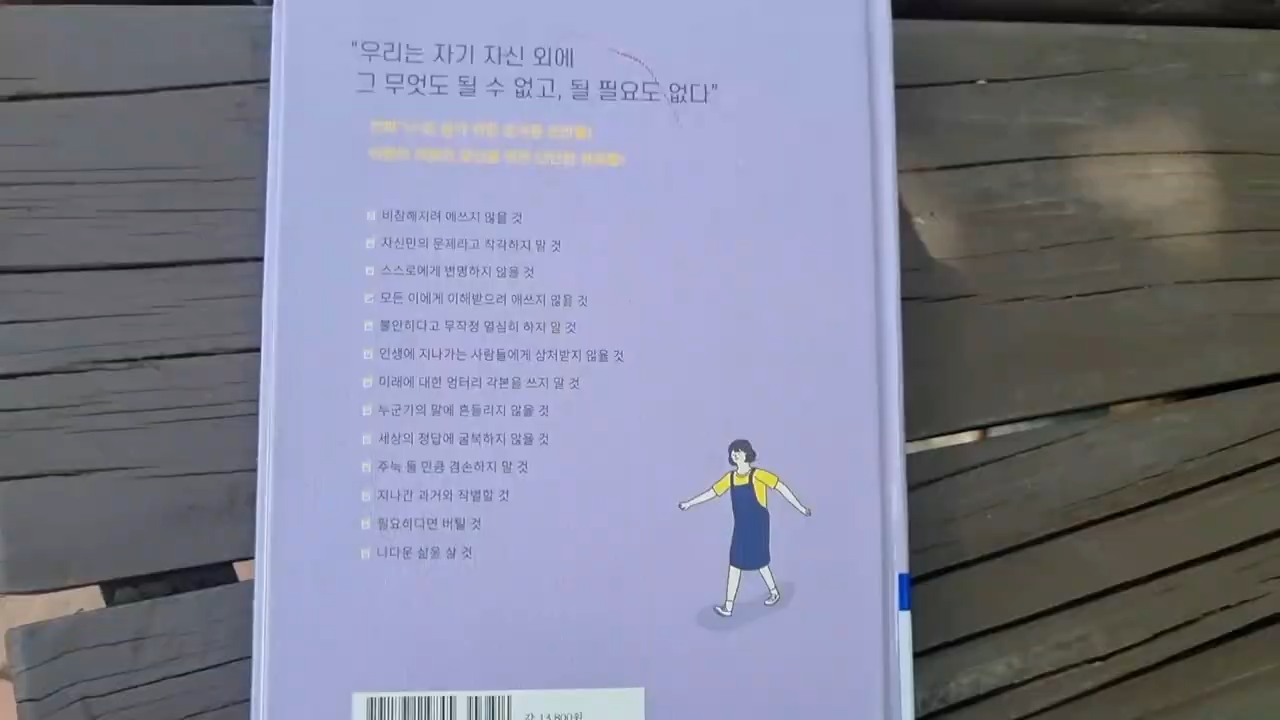 "우리는 자기 자신 외에
그 무엇도 될 수 없고, 될 필요도 없다"
비참해지려 애쓰지 않을 것
자신만의 문제라고 착각하지 말 것
스스로에게 변명하지 않을 것
모든 이에게 이해받으려 애쓰지 않을 것
불안하다고 무작정 열심히 하지 말 것
인생에 지나가는 사람들에게 상처받지 않을 것
미래에 대한 엉터리 각본을 쓰지 말 것
누군가의 말에 흔들리지 않을 것
세상의 정답에 굴복하지 않을 것
주눅 들 만큼 겸손하지 말 것
지나간 과거와 작별할 것
필요하다면 버틸 것
나다운 삶을 살 것
값 13,800원